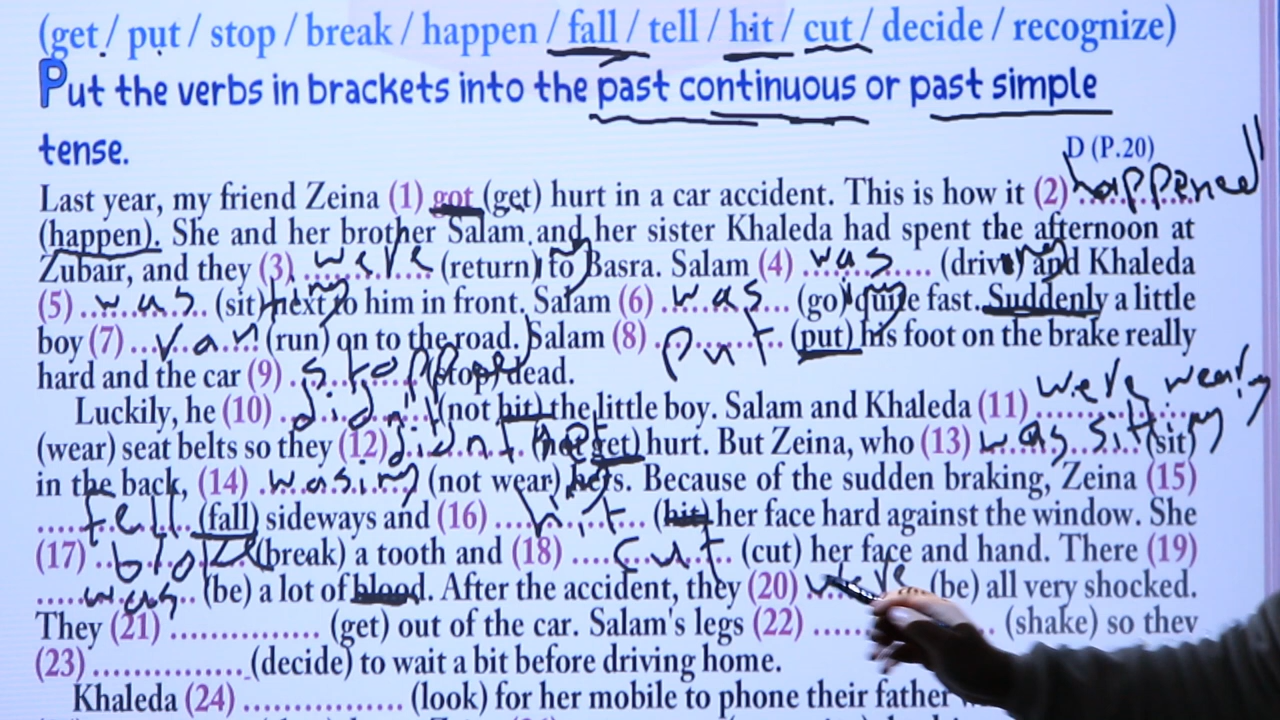 (get / put / stop / break / happen / fall / tell / hit / cut / decide / recognize)
Put the verbs in brackets into the past continuous or past simple
tense.
D (P.20)
Last year, my friend Zeina (1) got (get) hurt in a car accident. This is how it (2) happened
(happen). She and her brother Salam and her sister Khaleda had spent the afternoon at
Zubair, and they (3) were (return) to Basra. Salam (4) was (drive) and Khaleda
(5) was (sit) next to him in front. Salam (6) was (go) quite fast. Suddenly a little
boy (7) ran (run) on to the road. Salam (8) put (put) his foot on the brake really
hard and the car (9) stopped (stop) dead.
Luckily, he (10) didn't (not hit) the little boy. Salam and Khaleda (11) were wearing
(wear) seat belts so they (12) didn't get (not get) hurt. But Zeina, who (13) was sitting (sit)
in the back, (14) (not wear) hers. Because of the sudden braking, Zeina (15)
fell (fall) sideways and (16) hit (hit) her face hard against the window. She
(17) (break) a tooth and (18) cut (cut) her face and hand. There (19)
was (be) a lot of blood. After the accident, they (20) were (be) all very shocked.
They (21) (get) out of the car. Salam's legs (22) (shake) so they
(23) (decide) to wait a bit before driving home.
Khaleda (24) (look) for her mobile to phone their father